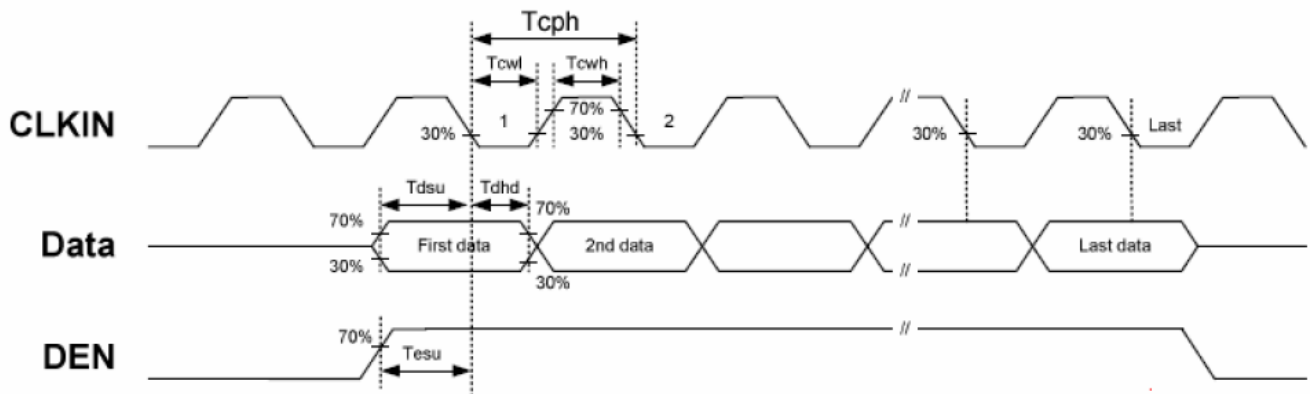 Tcph
Tcwl Tcwh
CLKIN 30% 1 70% 30% 2 // 30% 30% Last
//
Tdsu Tdhd
70% 70%
Data First data 2nd data // Last data
30% 30%
//
70% //
DEN Tesu